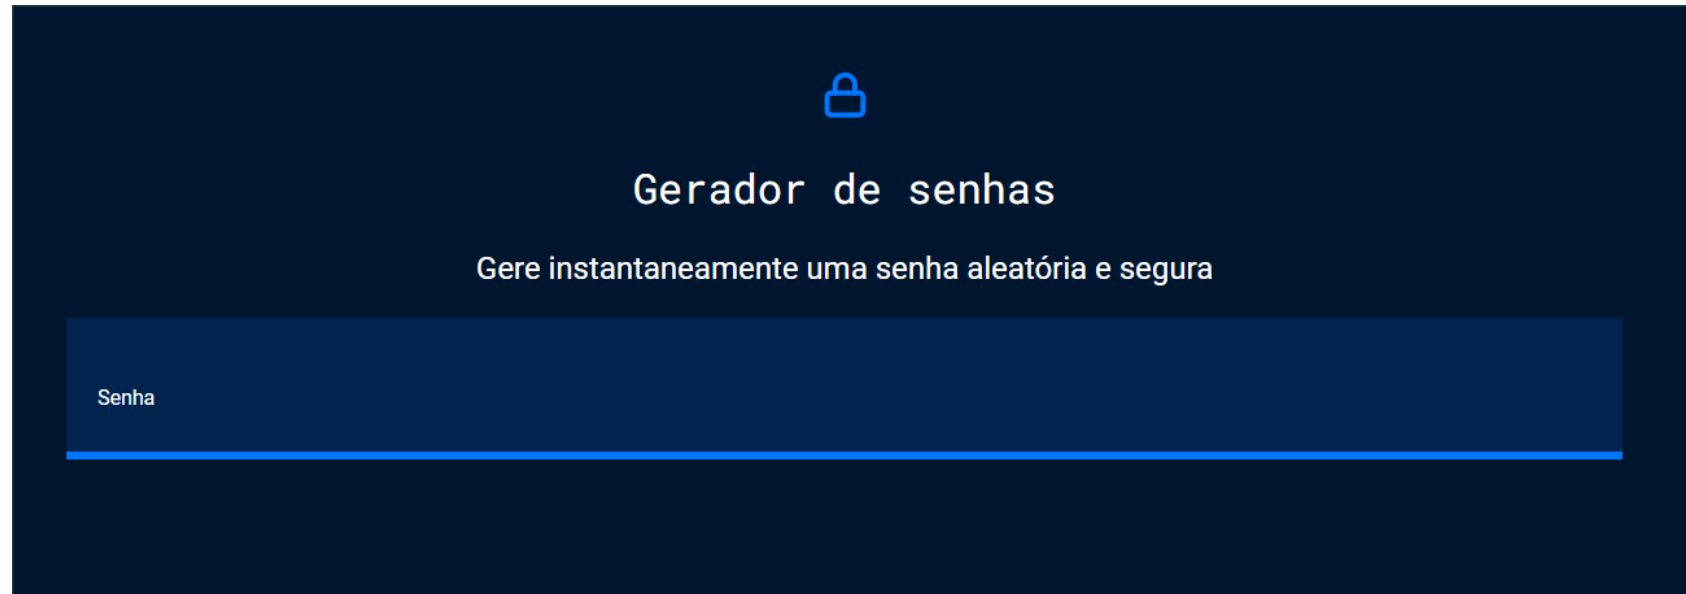 Gerador de senhas
Gere instantaneamente uma senha aleatória e segura
Senha